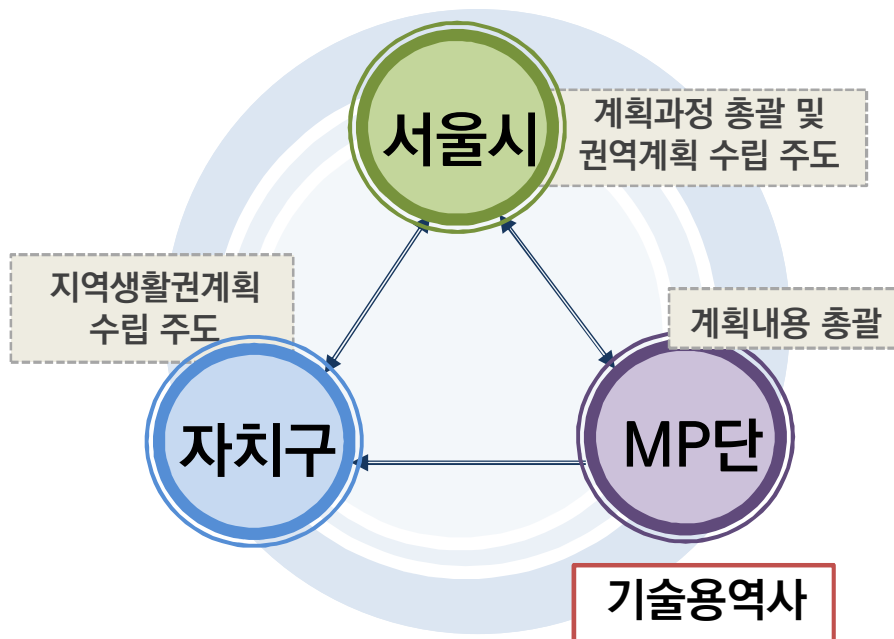 서울시
계획과정 총괄 및
권역계획 수립 주도
지역생활권계획
수립 주도
계획내용 총괄
자치구
MP단
기술용역사